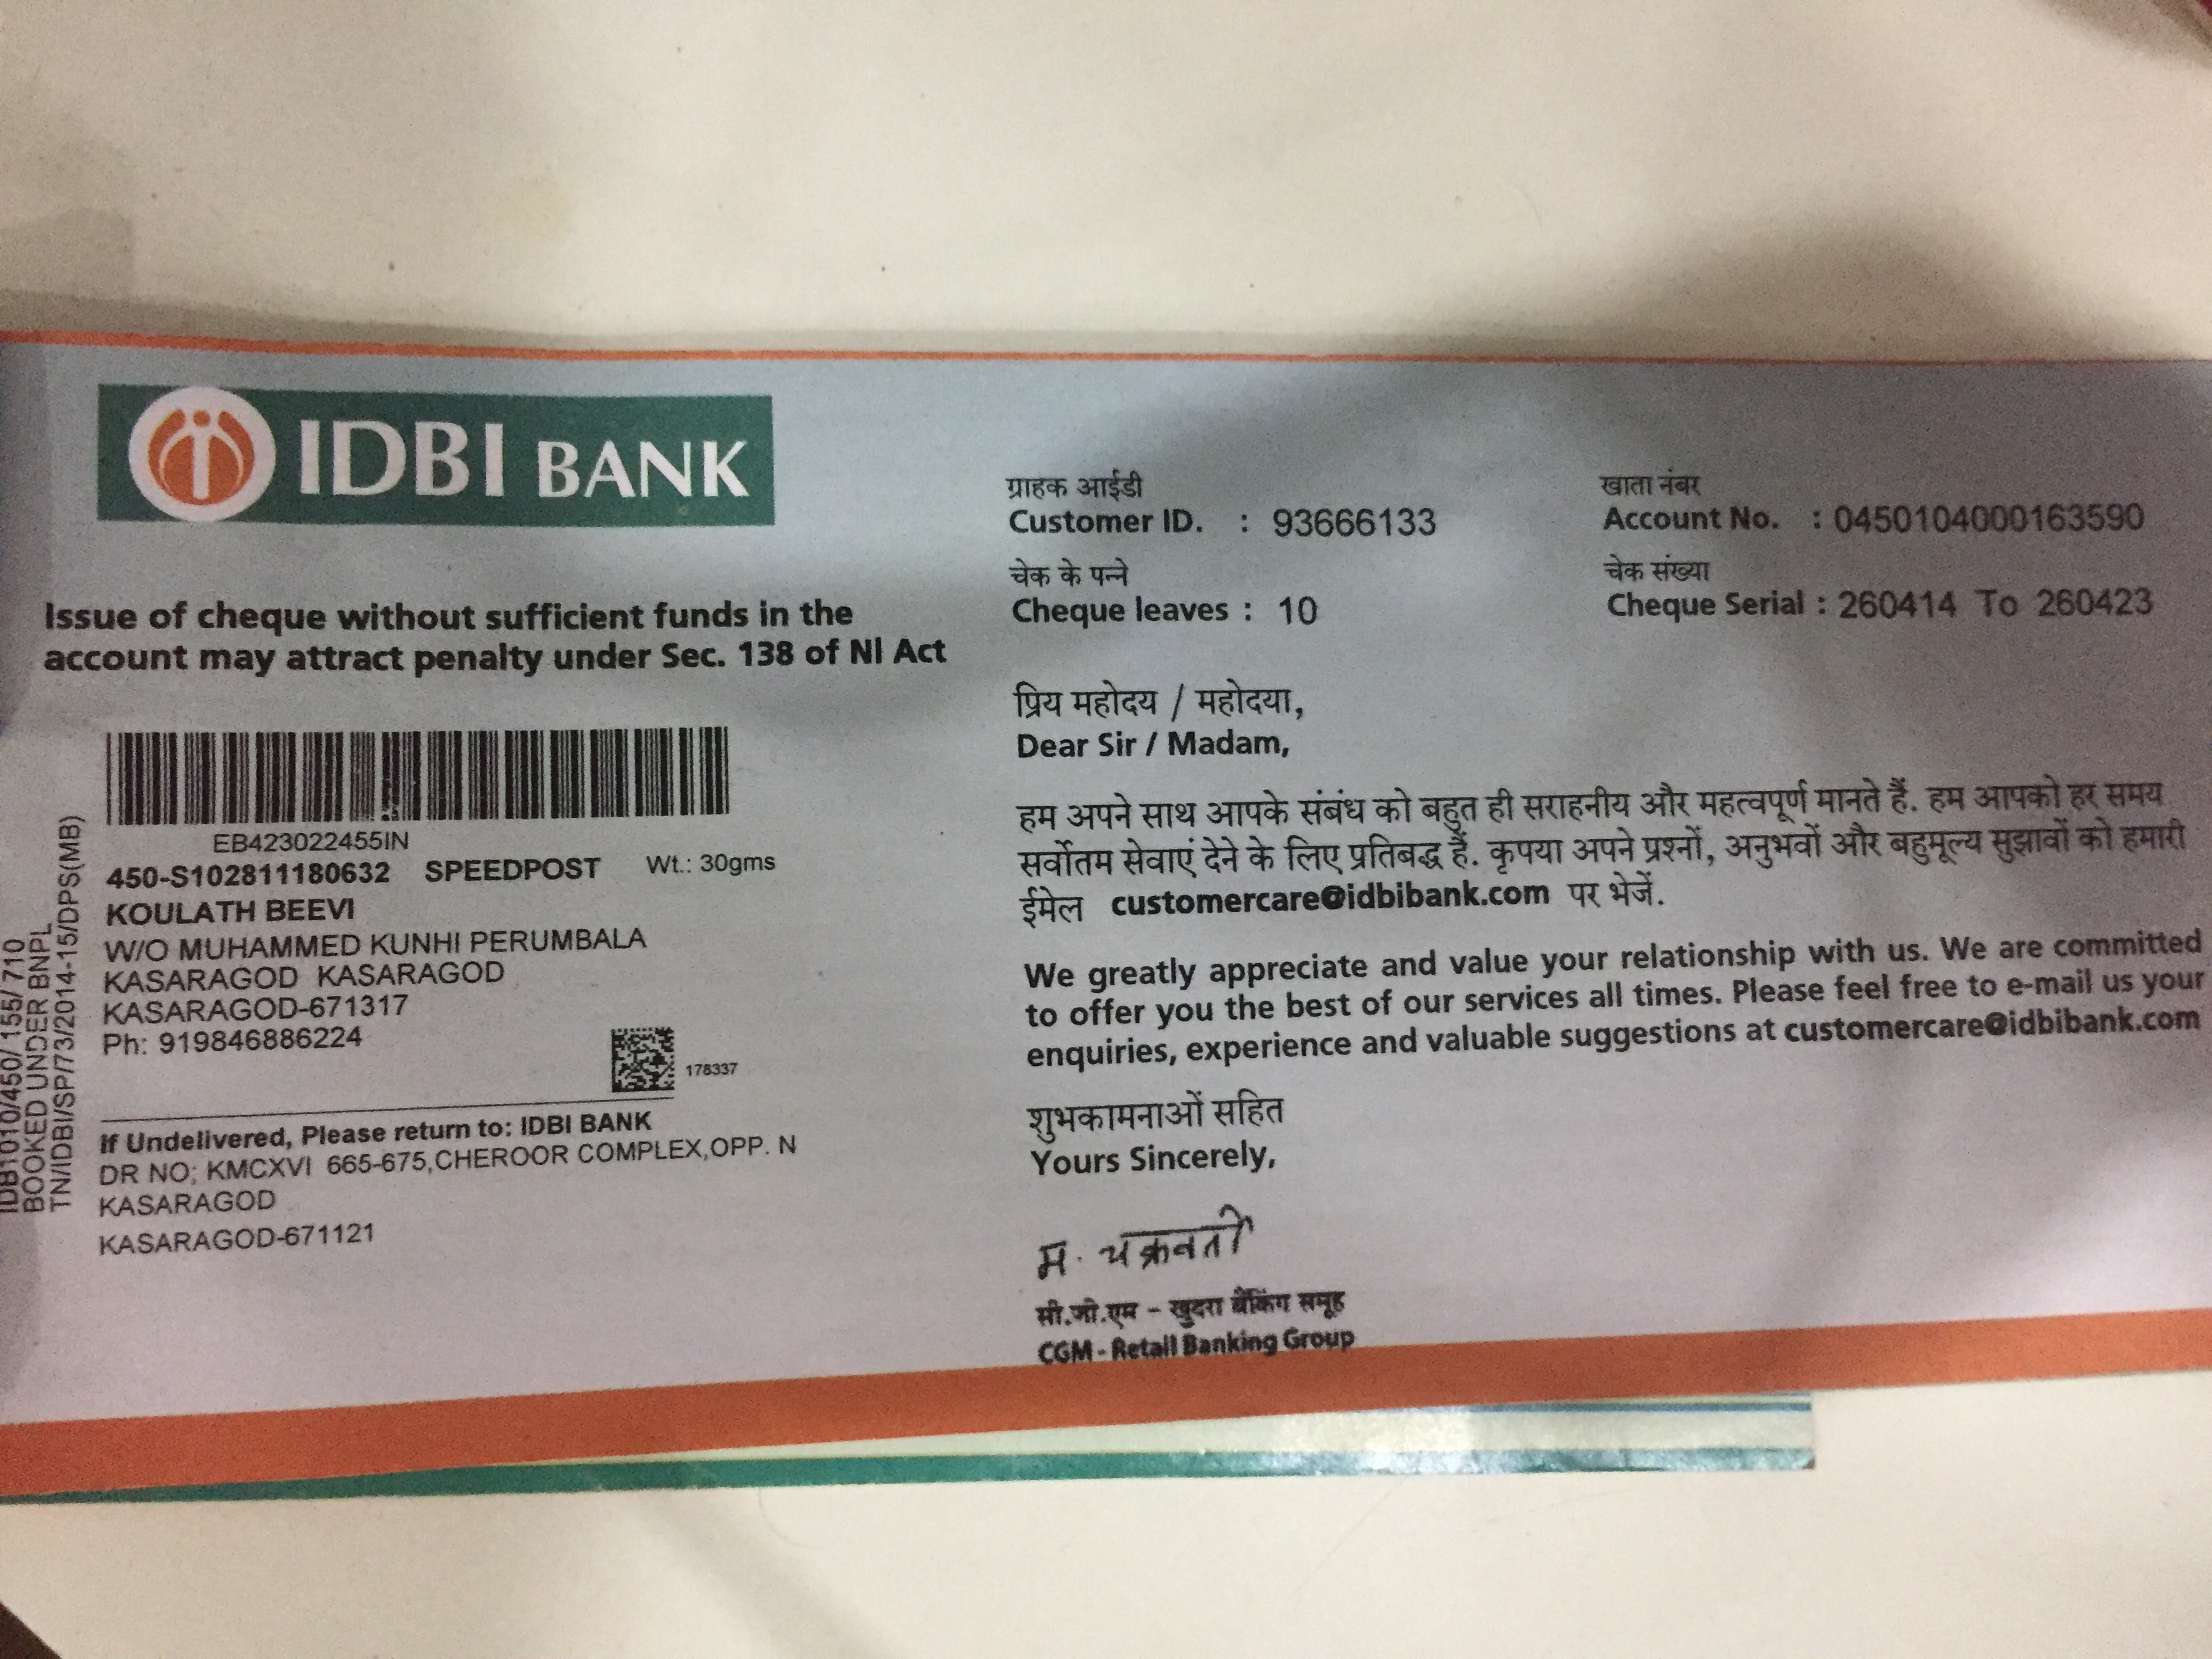 IDBI BANK
Issue of cheque without sufficient funds in the
account may attract penalty under Sec. 138 of NI Act
IDB1010/450/ 155/ 710
BOOKED UNDER BNPL
TN/IDBI/SP/73/2014-15/DPS(MB)
EB423022455IN
450-S102811180632 SPEEDPOST Wt.: 30gms
KOULATH BEEVI
W/O MUHAMMED KUNHI PERUMBALA
KASARAGOD KASARAGOD
KASARAGOD-671317
Ph: 919846886224
178337
If Undelivered, Please return to: IDBI BANK
DR NO; KMCXVI 665-675,CHEROOR COMPLEX,OPP. N
KASARAGOD
KASARAGOD-671121
ग्राहक आईडी खाता नंबर
Customer ID. : 93666133 Account No. : 0450104000163590
चेक के पन्ने चेक संख्या
Cheque leaves : 10 Cheque Serial : 260414 To 260423
प्रिय महोदय / महोदया,
Dear Sir / Madam,
हम अपने साथ आपके संबंध को बहुत ही सराहनीय और महत्वपूर्ण मानते हैं. हम आपको हर समय
सर्वोतम सेवाएं देने के लिए प्रतिबद्ध हैं. कृपया अपने प्रश्नों, अनुभवों और बहुमूल्य सुझावों को हमारी
ईमेल customercare@idbibank.com पर भेजें.
We greatly appreciate and value your relationship with us. We are committed
to offer you the best of our services all times. Please feel free to e-mail us your
enquiries, experience and valuable suggestions at customercare@idbibank.com
शुभकामनाओं सहित
Yours Sincerely,
सी.जी.एम - खुदरा बैंकिंग समूह
CGM - Retail Banking Group